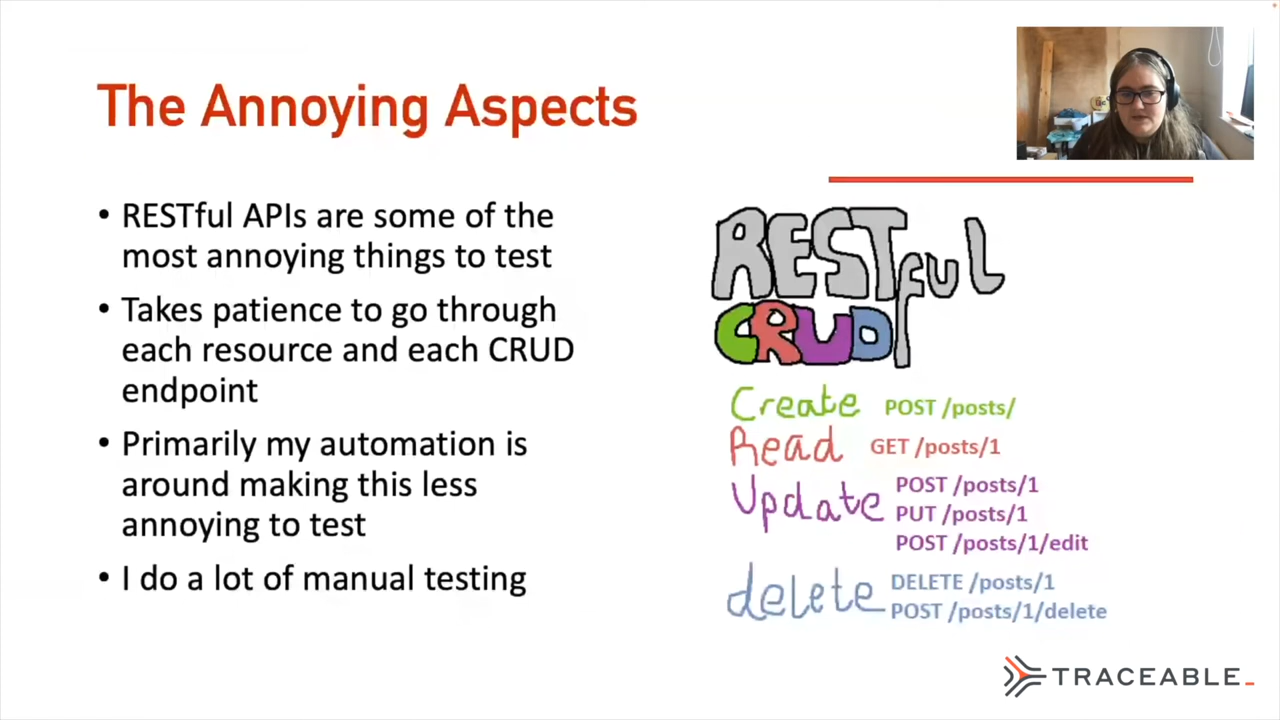 The Annoying Aspects
• RESTful APIs are some of the
most annoying things to test
• Takes patience to go through
each resource and each CRUD
endpoint
• Primarily my automation is
around making this less
annoying to test
• I do a lot of manual testing
RESTful
CRUD
Create POST /posts/
Read GET /posts/1
Update POST /posts/1
PUT /posts/1
POST /posts/1/edit
delete DELETE /posts/1
POST /posts/1/delete
TRACEABLE